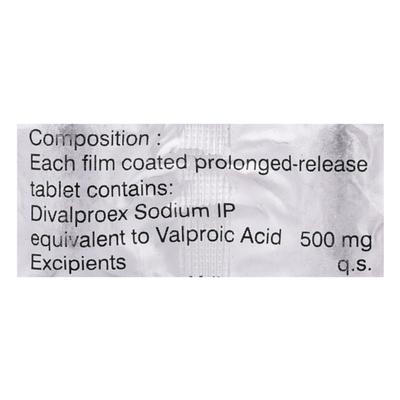 Composition :
Each film coated prolonged-release
tablet contains:
Divalproex Sodium IP
equivalent to Valproic Acid 500 mg
Excipients q.s.